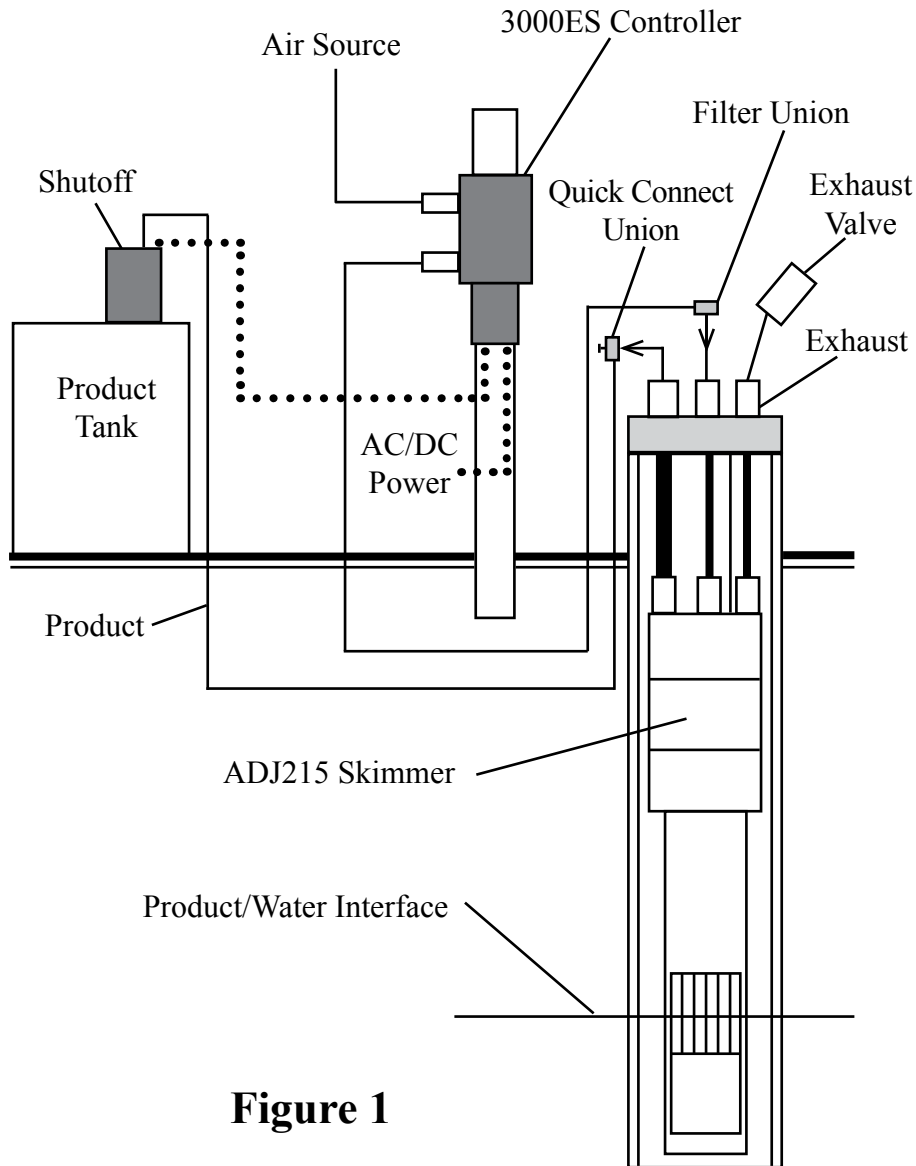 3000ES Controller
Air Source
Filter Union
Shutoff
Quick Connect
Union
Exhaust
Valve
Exhaust
Product
Tank
AC/DC
Power
Product
ADJ215 Skimmer
Product/Water Interface
Figure 1